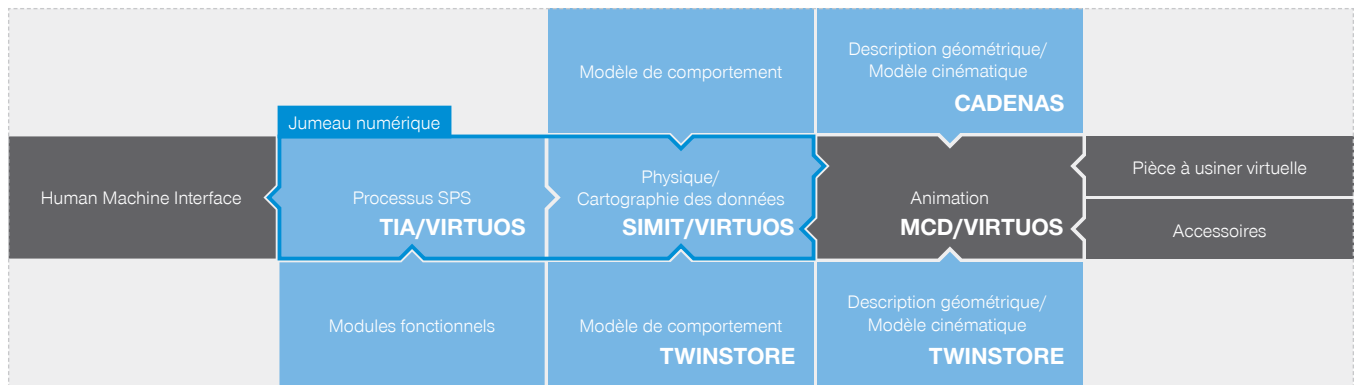 Modèle de comportement
Description géométrique/
Modèle cinématique
CADENAS
Jumeau numérique
Human Machine Interface
Processus SPS
TIA/VIRTUOS
Physique/
Cartographie des données
SIMIT/VIRTUOS
Animation
MCD/VIRTUOS
Pièce à usiner virtuelle
Accessoires
Modules fonctionnels
Modèle de comportement
TWINSTORE
Description géométrique/
Modèle cinématique
TWINSTORE